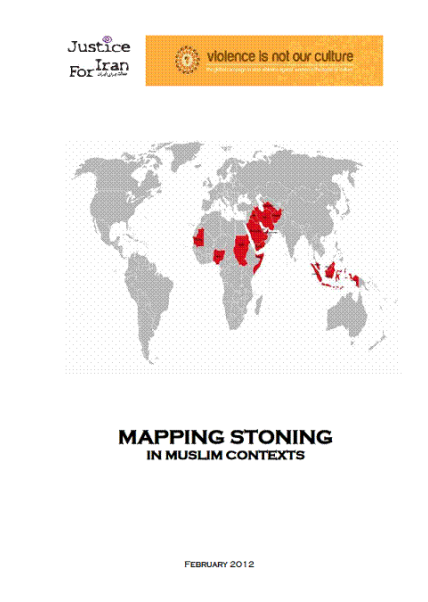 Justice
For Iran
violence is not our culture
MAPPING STONING
IN MUSLIM CONTEXTS
FEBRUARY 2012